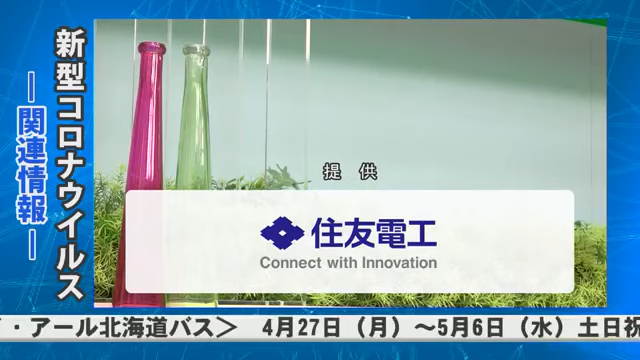 新型コロナウイルス
―関連情報―
提 供
住友電工
Connect with Innovation
・アール北海道バス＞ 4月27日（月）～5月6日（水）土日祝